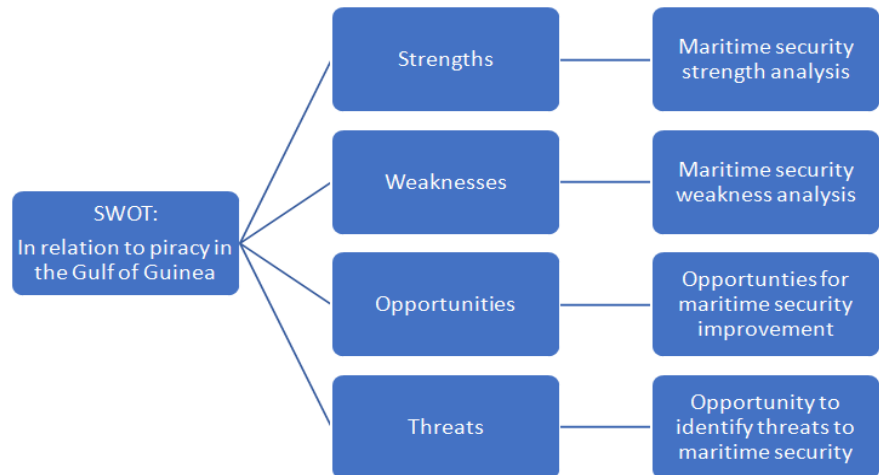 SWOT:
In relation to piracy in
the Gulf of Guinea
Strengths
Maritime security
strength analysis
Weaknesses
Maritime security
weakness analysis
Opportunities
Opportunties for
maritime security
improvement
Threats
Opportunity to
identify threats to
maritime security